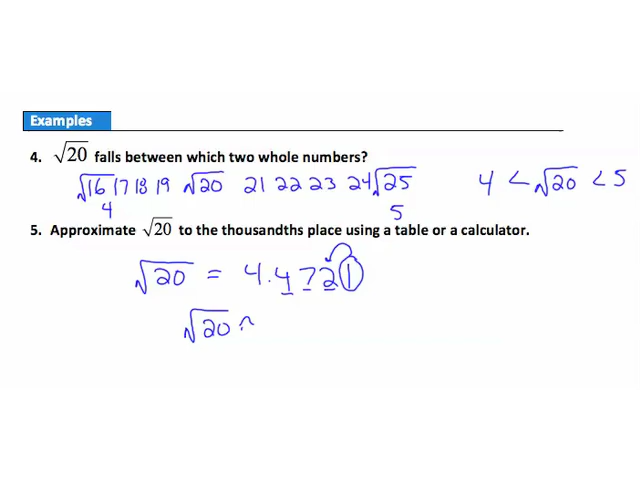 Examples
4. √20 falls between which two whole numbers?
√16 17 18 19 √20 21 22 23 24 √25 4 < √20 < 5
4 5
5. Approximate √20 to the thousandths place using a table or a calculator.
√20 = 4.4721
√20